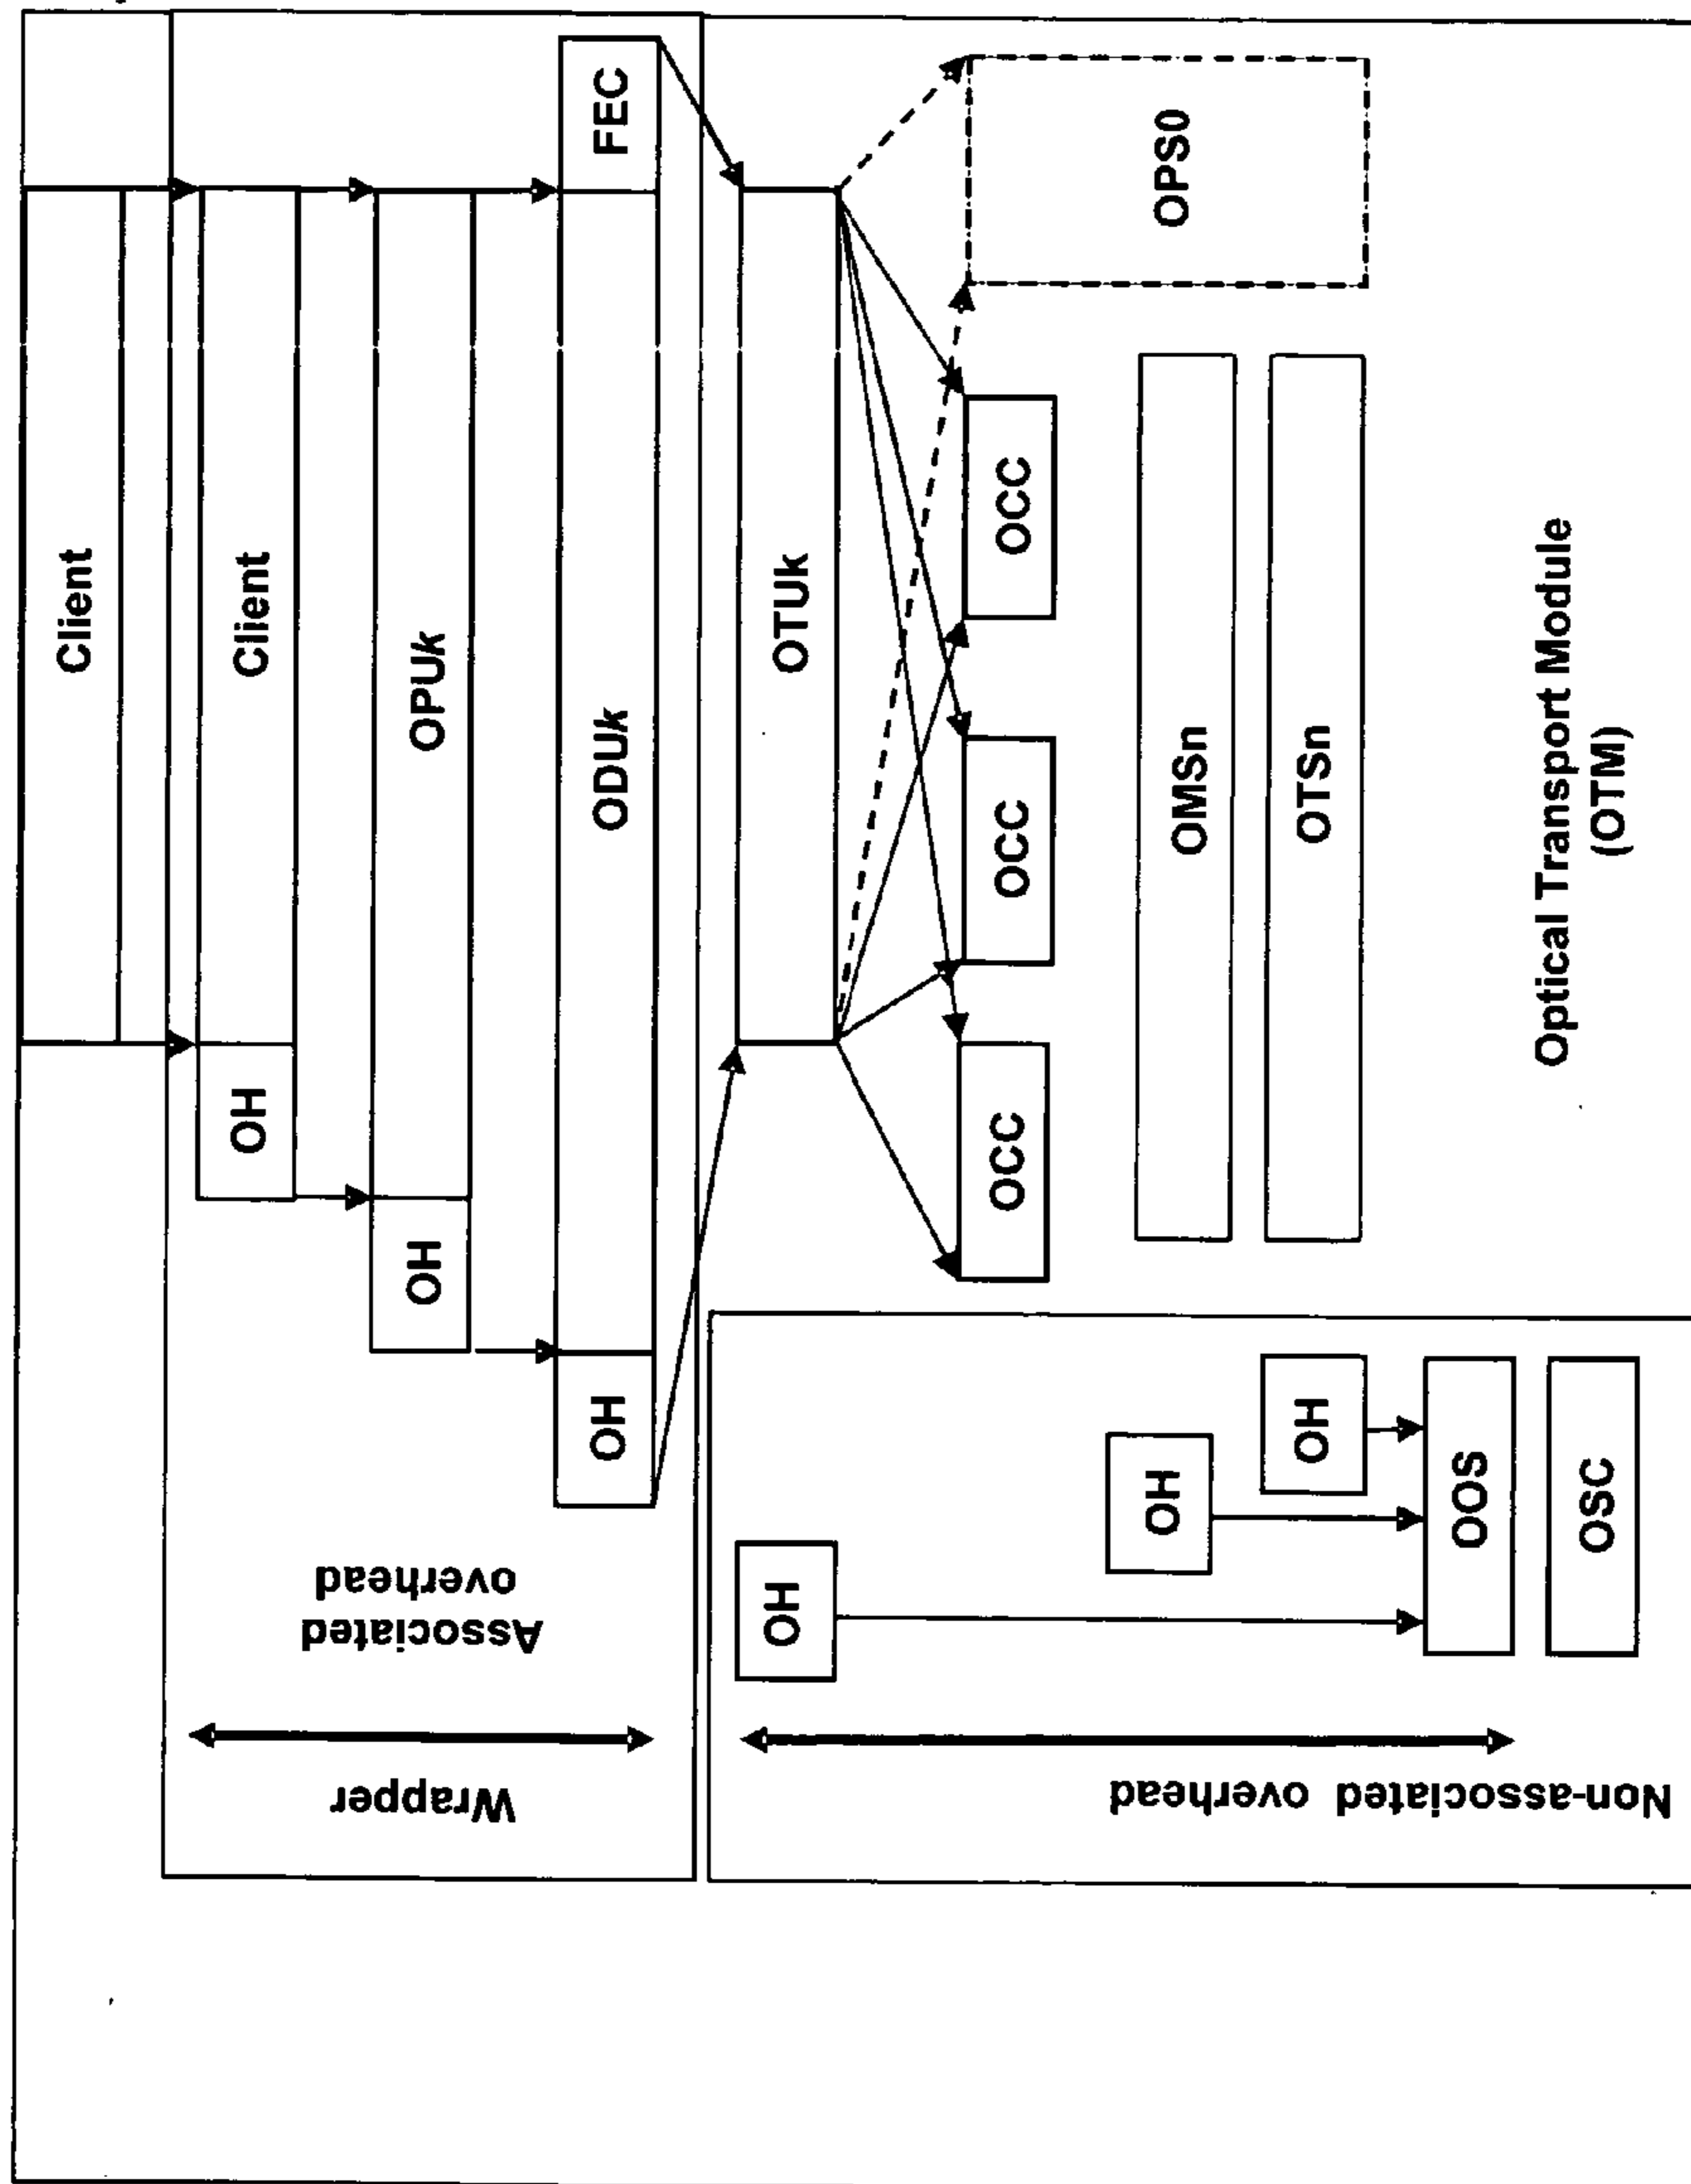 Client
Wrapper
Associated
overhead
OH
Client
OH
OPUk
OH
ODUk
FEC
Non-associated overhead
OH
OTUk
OCC
OCC
OCC
OPS0
OH
OMSn
OH
OTSn
OOS
OSC
Optical Transport Module
(OTM)